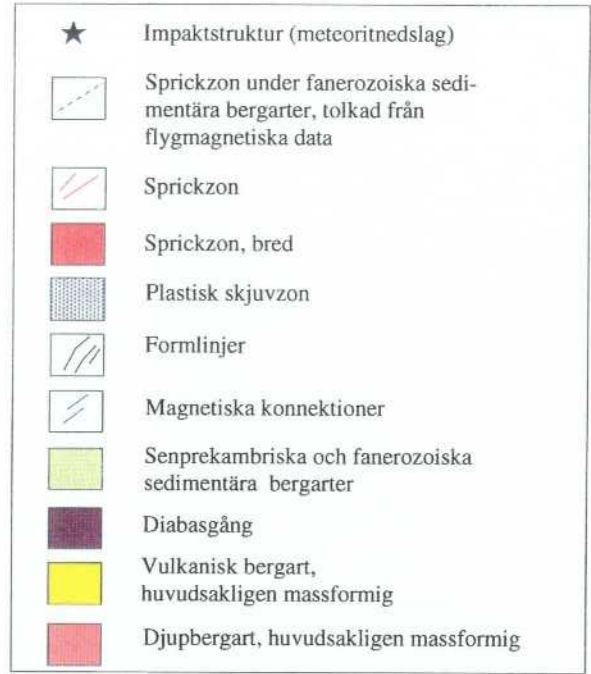 Impaktstruktur (meteoritnedslag)
Sprickzon under fanerozoiska sedi-
mentära bergarter, tolkad från
flygmagnetiska data
Sprickzon
Sprickzon, bred
Plastisk skjuvzon
Formlinjer
Magnetiska konnektioner
Senprekambriska och fanerozoiska
sedimentära bergarter
Diabasgång
Vulkanisk bergart,
huvudsakligen massformig
Djupbergart, huvudsakligen massformig